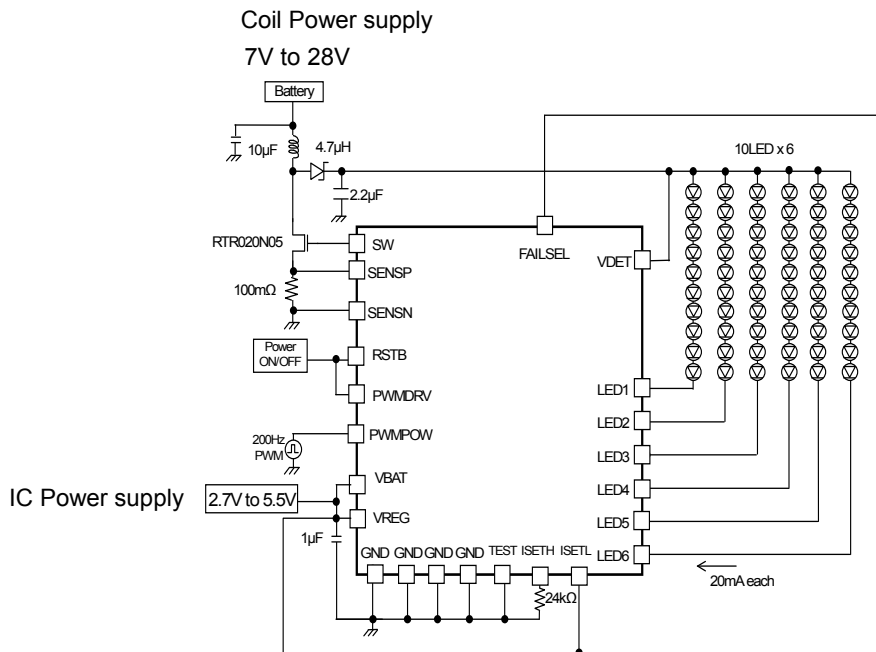 Coil Power supply
7V to 28V
Battery
10µF
4.7µH
10LED x 6
2.2µF
RTR020N05
SW
FAILSEL
VDET
SENSP
100mΩ
SENSN
Power
ON/OFF
RSTB
PWMDRV
LED1
LED2
200Hz
PWM
PWMPOW
LED3
IC Power supply
2.7V to 5.5V
VBAT
LED4
VREG
LED5
1µF
GND GND GND GND TEST ISETH ISETL
LED6
20mA each
24kΩ